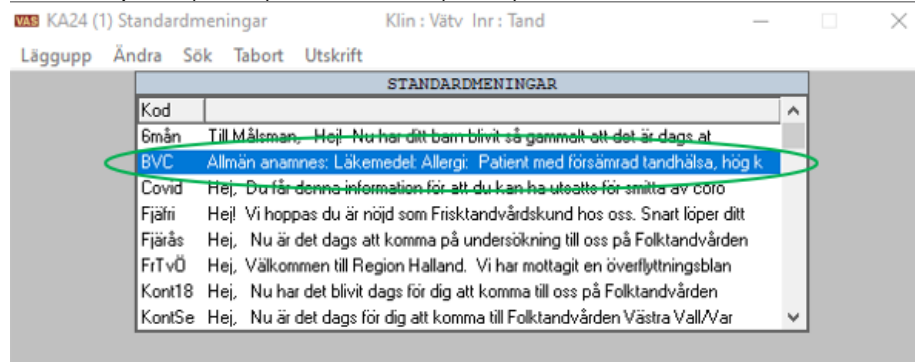 VAS KA24 (1) Standardmeningar Klin : Vätv Inr : Tand
Läggupp Ändra Sök Tabort Utskrift
STANDARDMENINGAR
Kod
6mån Till Målsman, Hej! Nu har ditt barn blivit så gammalt att det är dags at
BVC Allmän anamnes: Läkemedel: Allergi: Patient med försämrad tandhälsa, hög k
Covid Hej, Du får denna information för att du kan ha utsatts för smitta av coro
Fjäfri Hej! Vi hoppas du är nöjd som Frisktandvårdskund hos oss. Snart löper ditt
Fjärås Hej, Nu är det dags att komma på undersökning till oss på Folktandvården
FrTvÖ Hej, Välkommen till Region Halland. Vi har mottagit en överflyttningsblan
Kont18 Hej, Nu har det blivit dags för dig att komma till oss på Folktandvården
KontSe Hej, Nu är det dags för dig att komma till Folktandvården Västra Vall/Var